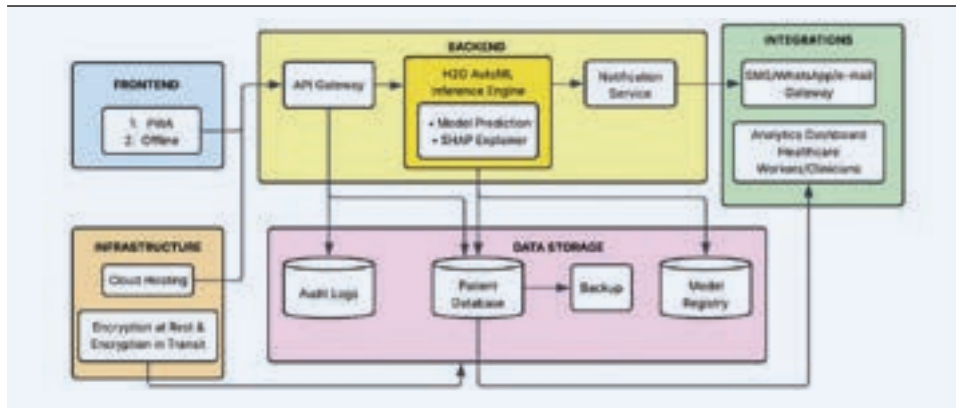 FRONTEND
1. PWA
2. Offline
BACKEND
API Gateway
H2O AutoML
Inference Engine
• Model Prediction
• SHAP Explainer
Notification
Service
INTEGRATIONS
SMS/WhatsApp/e-mail
Gateway
Analytics Dashboard
Healthcare
Workers/Clinicians
INFRASTRUCTURE
Cloud Hosting
Encryption at Rest &
Encryption in Transit
DATA STORAGE
Audit Logs
Patient
Database
Backup
Model
Registry